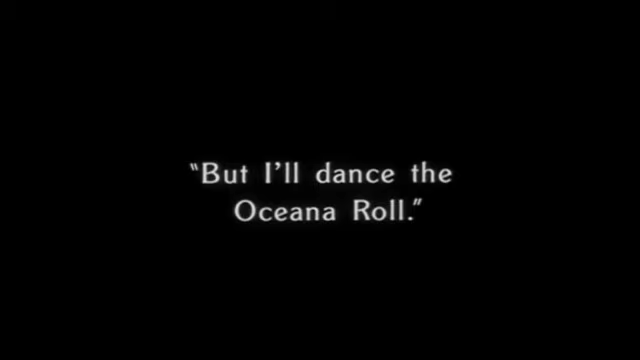 “But I’ll dance the
Oceana Roll.”